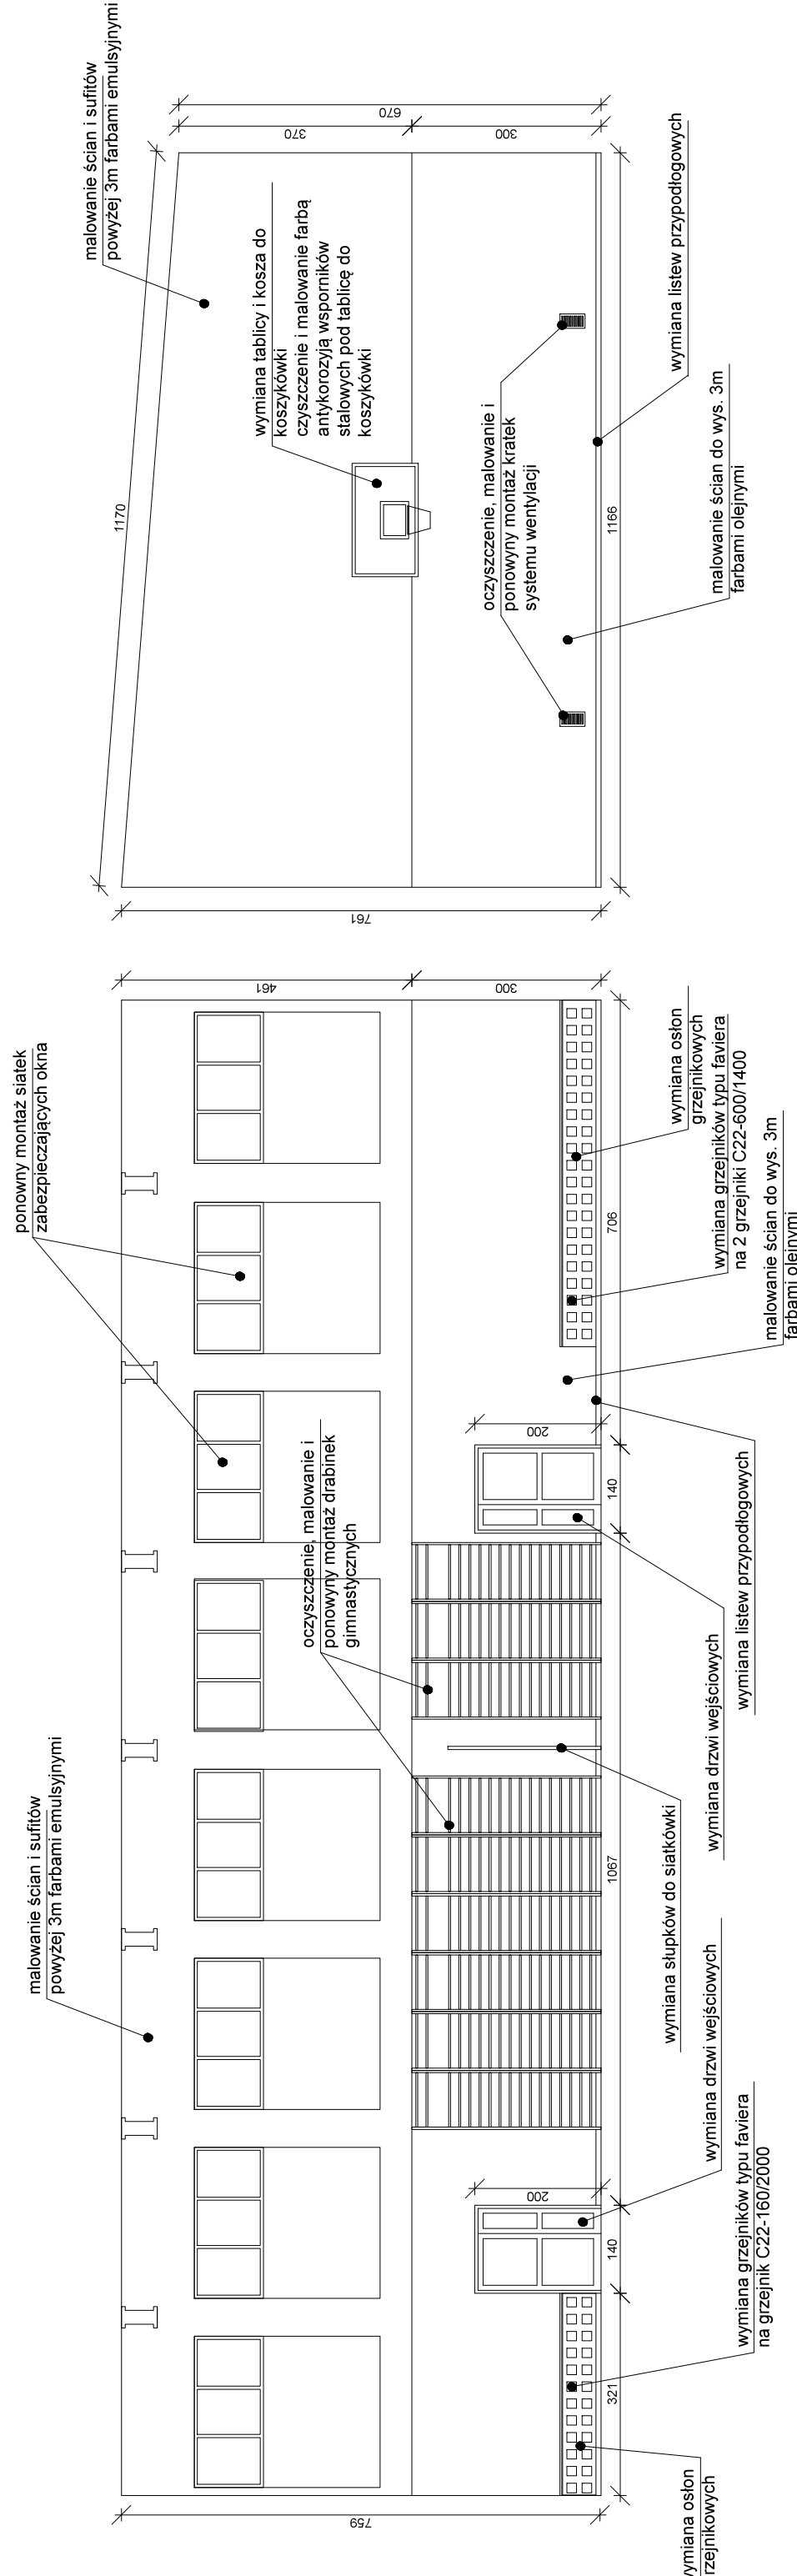 malowanie ścian i sufitów
powyżej 3m farbami emulsyjnymi
1170
670
370
300
wymiana tablicy i kosza do
koszykówki
czyszczenie i malowanie farbą
antykorozyją wsporników
stalowych pod tablicę do
koszykówki
oczyszczenie, malowanie i
ponowyny montaż kratek
systemu wentylacji
wymiana listew przypodłogowych
1166
malowanie ścian do wys. 3m
farbami olejnymi
761
ponowny montaż siatek
zabezpieczających okna
461
300
wymiana osłon
grzejnikowych
wymiana grzejników typu faviera
na 2 grzejniki C22-600/1400
706
malowanie ścian do wys. 3m
farbami olejnymi
200
140
oczyszczenie, malowanie i
ponowyny montaż drabinek
gimnastycznych
wymiana listew przypodłogowych
wymiana drzwi wejściowych
malowanie ścian i sufitów
powyżej 3m farbami emulsyjnymi
1067
wymiana słupków do siatkówki
wymiana drzwi wejściowych
200
140
wymiana grzejników typu faviera
na grzejnik C22-160/2000
321
759
wymiana osłon
rzejnikowych